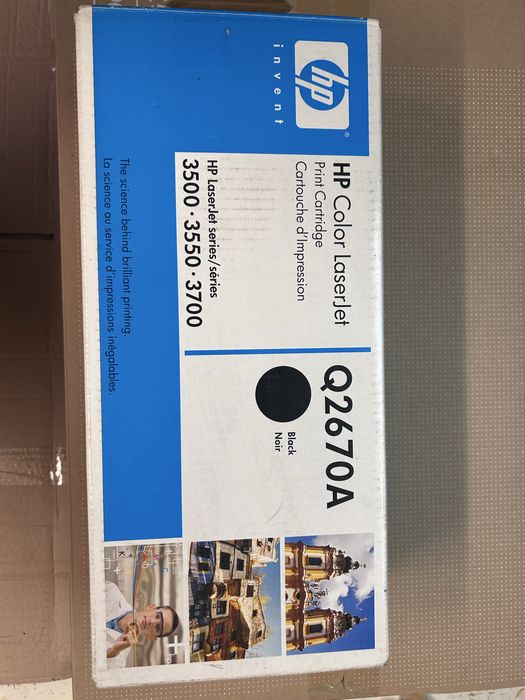 hp
®
invent
HP Color LaserJet
Print Cartridge
Cartouche d'Impression
HP LaserJet series/séries
3500 · 3550 · 3700
Q2670A
Black
Noir
The science behind brilliant printing.
La science au service d'impressions inégalables.